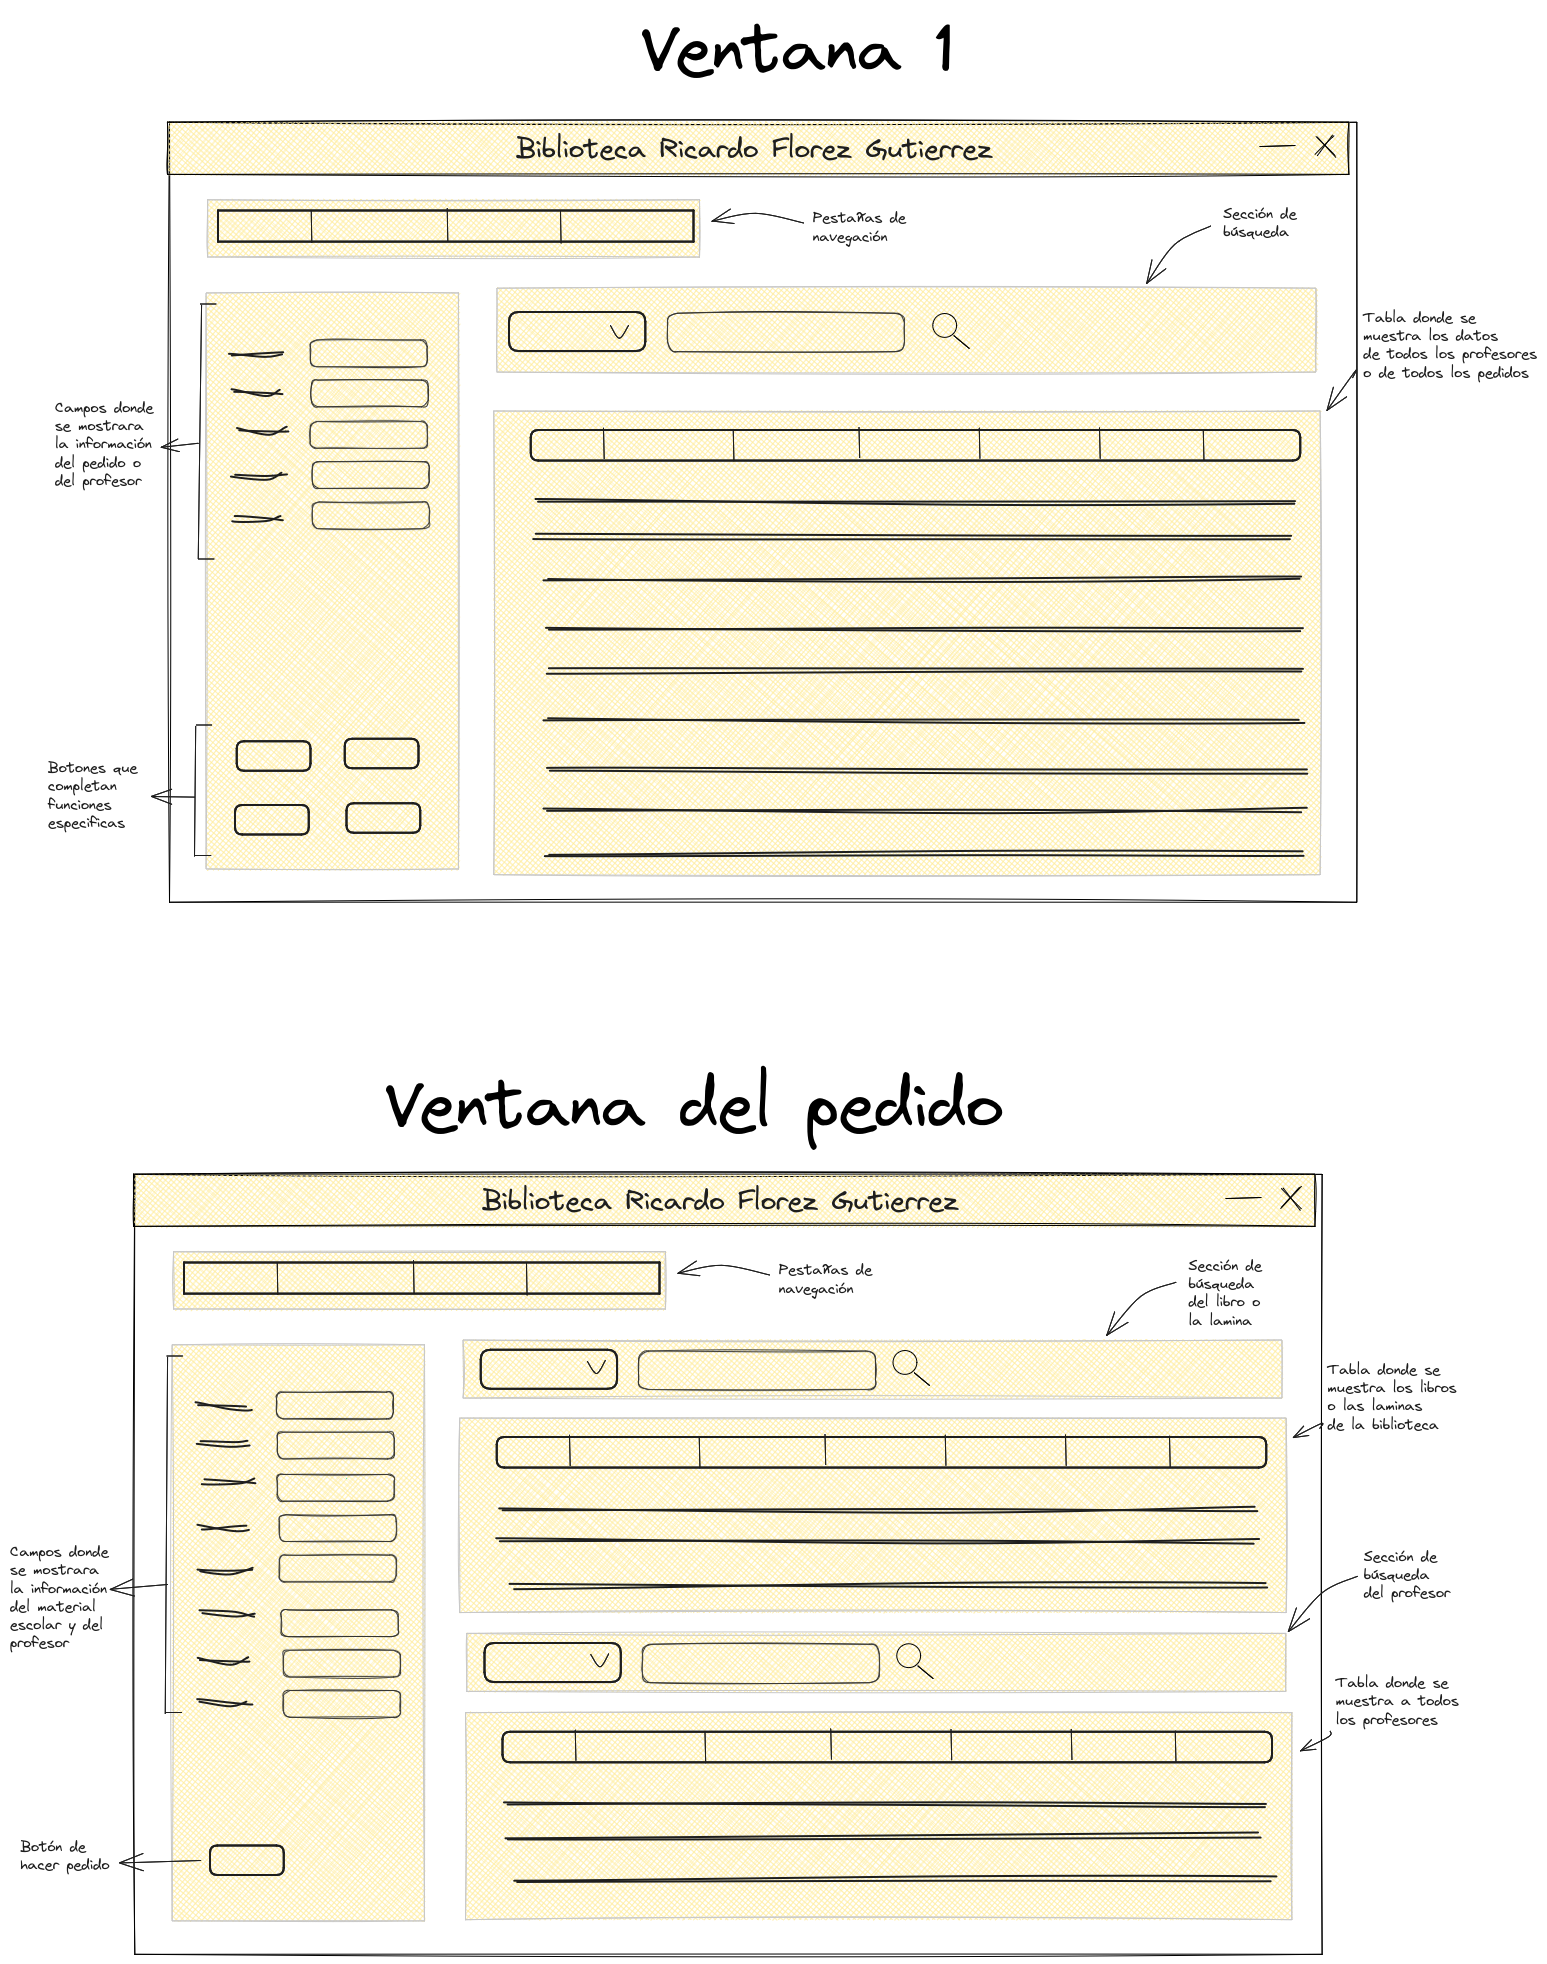 Ventana 1
Biblioteca Ricardo Florez Gutierrez
Pestañas de
navegación
Sección de
búsqueda
Tabla donde se
muestra los datos
de todos los profesores
o de todos los pedidos
Campos donde
se mostrara
la información
del pedido o
del profesor
Botones que
completan
funciones
especificas
Ventana del pedido
Biblioteca Ricardo Florez Gutierrez
Pestañas de
navegación
Sección de
búsqueda
del libro o
la lamina
Tabla donde se
muestra los libros
o las laminas
de la biblioteca
Campos donde
se mostrara
la información
del material
escolar y del
profesor
Sección de
búsqueda
del profesor
Tabla donde se
muestra a todos
los profesores
Botón de
hacer pedido